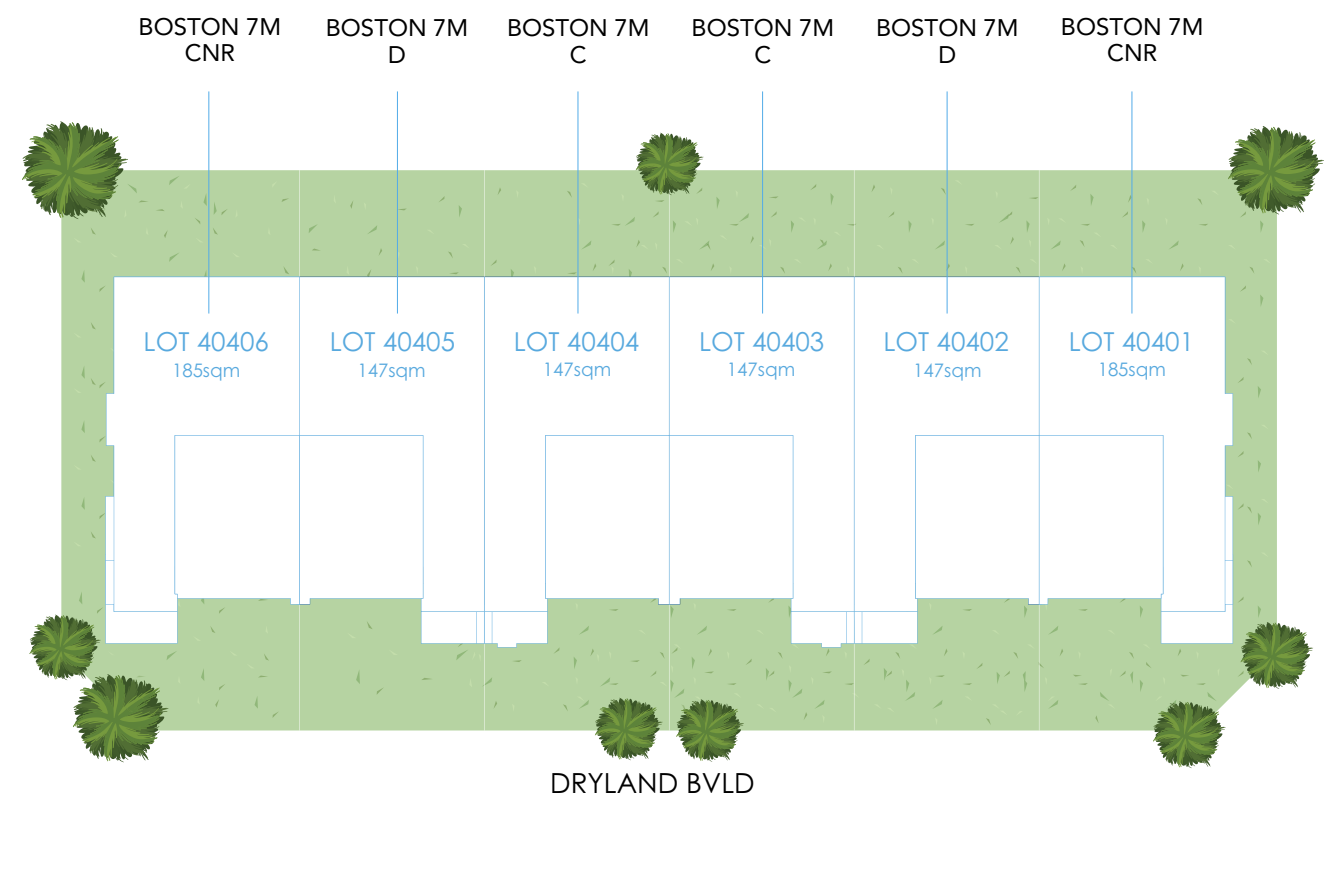 BOSTON 7M
CNR
BOSTON 7M
D
BOSTON 7M
C
BOSTON 7M
C
BOSTON 7M
D
BOSTON 7M
CNR
LOT 40406
185sqm
LOT 40405
147sqm
LOT 40404
147sqm
LOT 40403
147sqm
LOT 40402
147sqm
LOT 40401
185sqm
DRYLAND BVLD